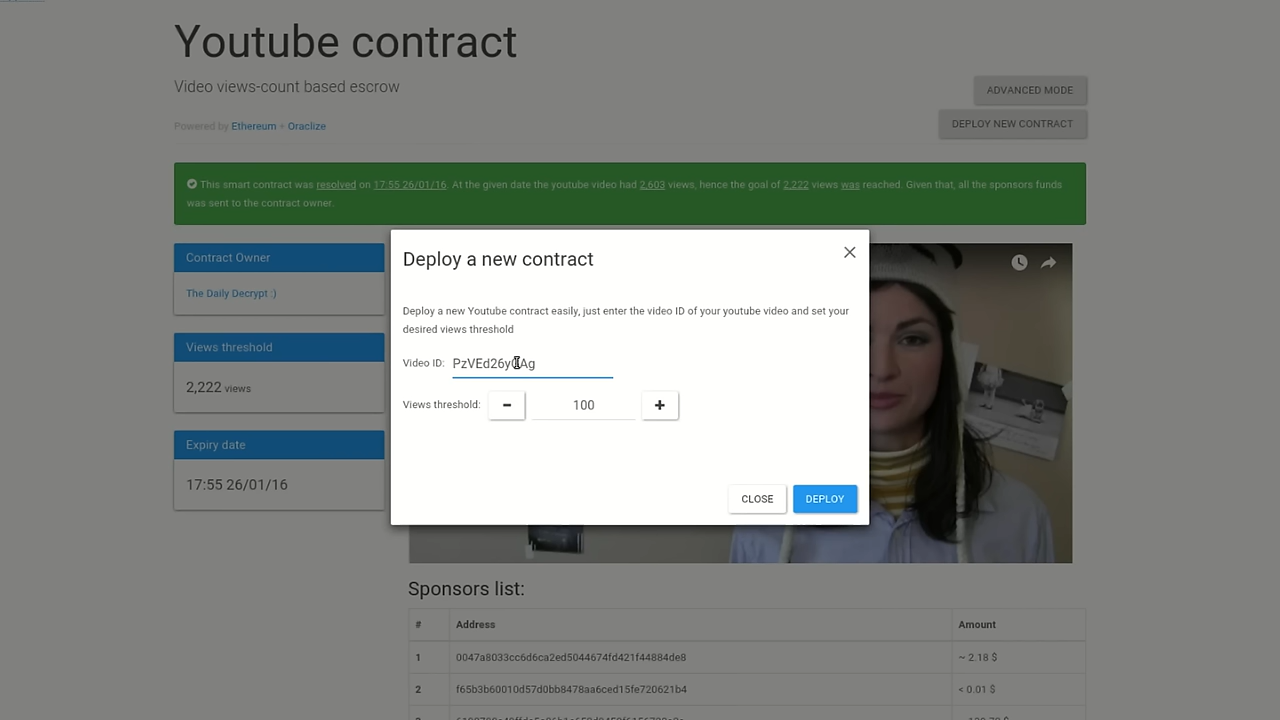 Youtube contract
Video views-count based escrow
ADVANCED MODE
Powered by Ethereum + Oraclize
DEPLOY NEW CONTRACT
This smart contract was resolved on 17:55 26/01/16. At the given date the youtube video had 2,603 views, hence the goal of 2,222 views was reached. Given that, all the sponsors funds
was sent to the contract owner.
Contract Owner
The Daily Decrypt :)
Views threshold
2,222 views
Expiry date
17:55 26/01/16
Deploy a new contract
Deploy a new Youtube contract easily, just enter the video ID of your youtube video and set your
desired views threshold
Video ID:
Views threshold: - 100 +
CLOSE DEPLOY
Sponsors list:
# Address Amount
1 0047a8033cc6d6ca2ed5044674fd421f44884de8 ~ 2.18 $
2 f65b3b60010d57d0bb8478aa6ced15fe720621b4 < 0.01 $